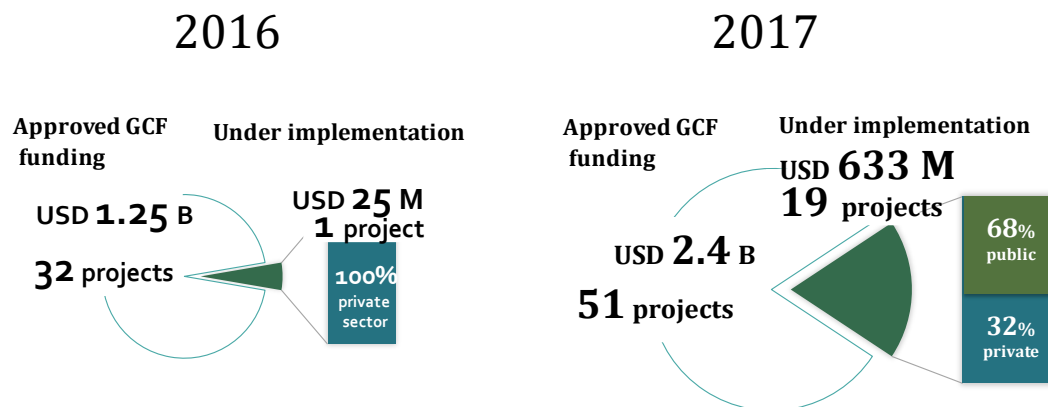 2016
Approved GCF
funding
Under implementation
USD 1.25 B
32 projects
USD 25 M
1 project
100%
private
sector
2017
Approved GCF
funding
Under implementation
USD 633 M
19 projects
USD 2.4 B
51 projects
68%
public
32%
private